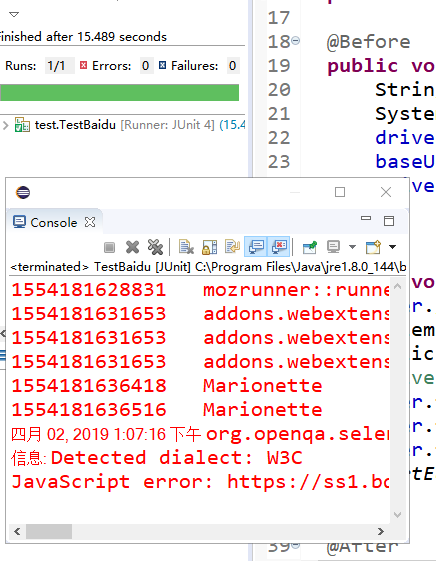 Finished after 15.489 seconds
Runs: 1/1 Errors: 0 Failures: 0
test.TestBaidu [Runner: JUnit 4] (15.4
17
18 @Before
19 public vo
20 Strin
21 Syste
22 drive
23 baseU
Console
<terminated> TestBaidu [JUnit] C:\Program Files\Java\jre1.8.0_144\b
1554181628831 mozrunner::runne
1554181631653 addons.webextens
1554181631653 addons.webextens
1554181631653 addons.webextens
1554181636418 Marionette
1554181636516 Marionette
四月 02, 2019 1:07:16 下午 org.openqa.selen
信息: Detected dialect: W3C
JavaScript error: https://ss1.bd
39 @After